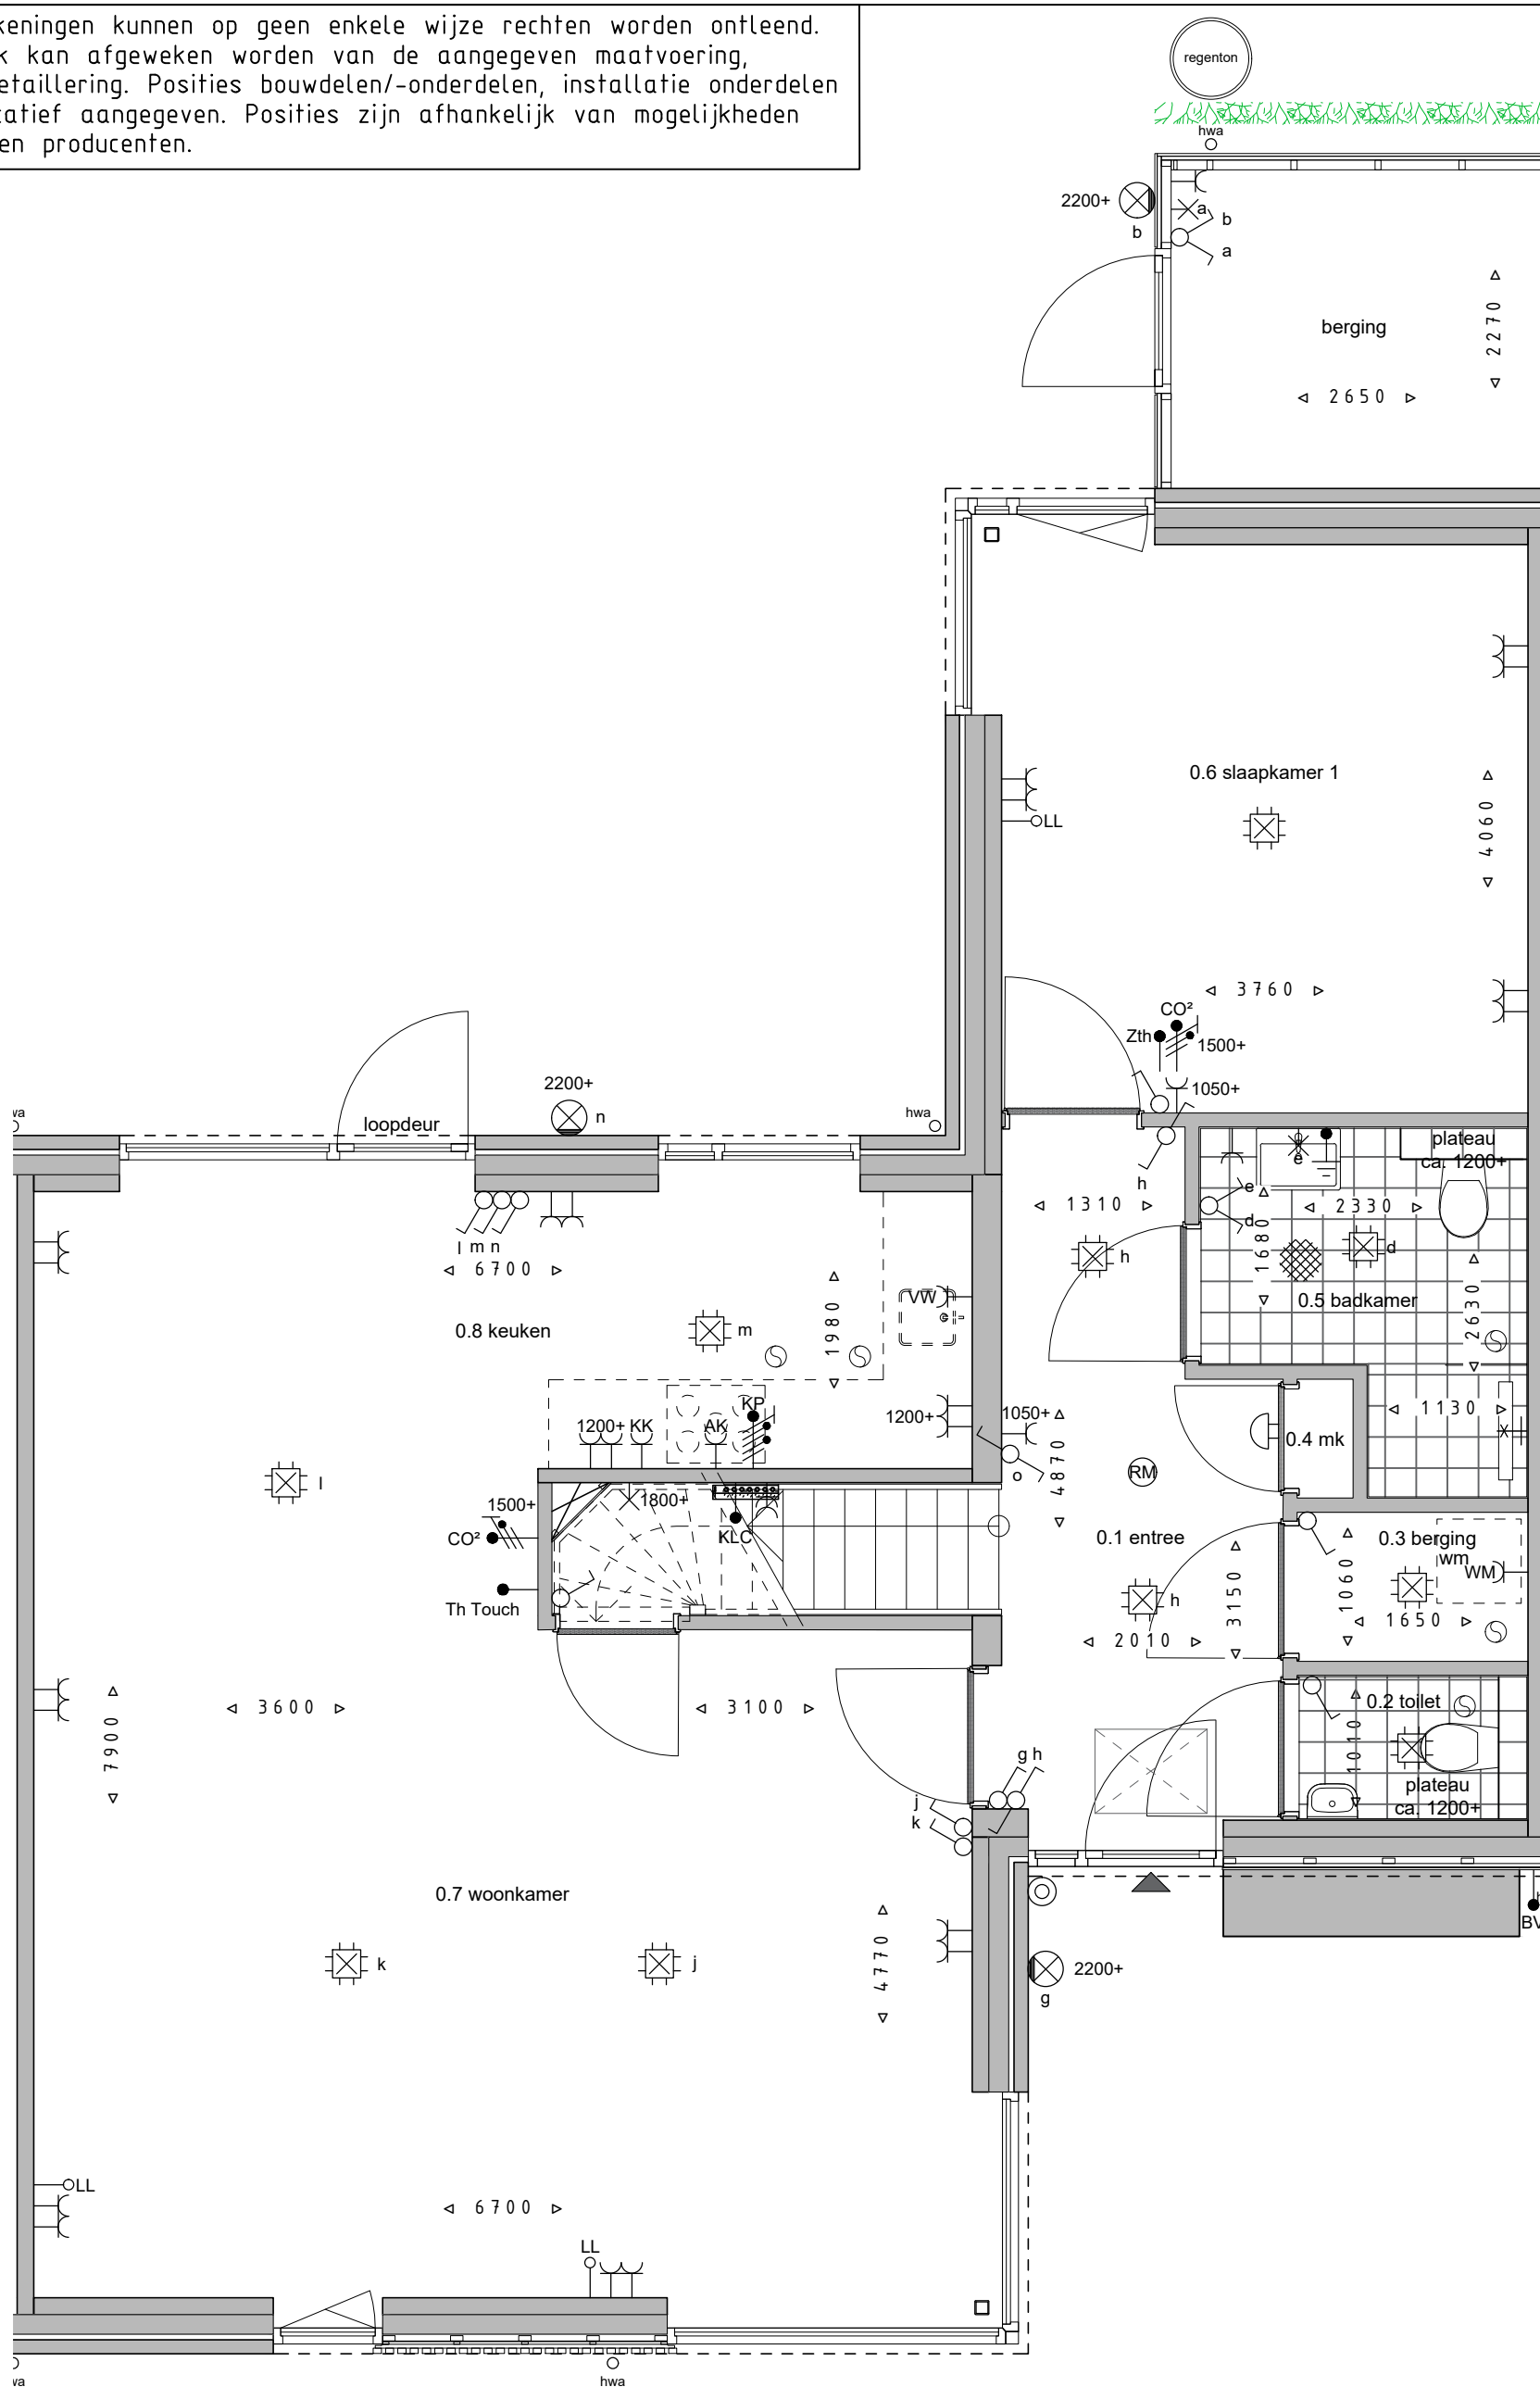 keningen kunnen op geen enkele wijze rechten worden ontleend.
k kan afgeweken worden van de aangegeven maatvoering,
etaillering. Posities bouwdelen/-onderdelen, installatie onderdelen
tatief aangegeven. Posities zijn afhankelijk van mogelijkheden
en producenten.
regenton
hwa
2200+
b
a
b
a
berging
2270
2650
0.6 slaapkamer 1
4060
LL
3760
CO²
Zth
1500+
1050+
2200+
n
loopdeur
hwa
wa
h
plateau
ca. 1200+
e
e
d
1310
2330
1680
d
h
0.5 badkamer
2630
l m n
6700
VW
1980
0.8 keuken
m
KP
1200+ KK
AK
1200+
1050+
1130
0.4 mk
4870
o
RM
l
1800+
1500+
CO²
KLC
0.1 entree
0.3 berging
wm
WM
1060
Th Touch
h
3150
1650
2010
3600
3100
7900
0.2 toilet
1010
g h
j
k
plateau
ca. 1200+
0.7 woonkamer
BV
4770
k
j
2200+
g
LL
6700
LL
wa
hwa